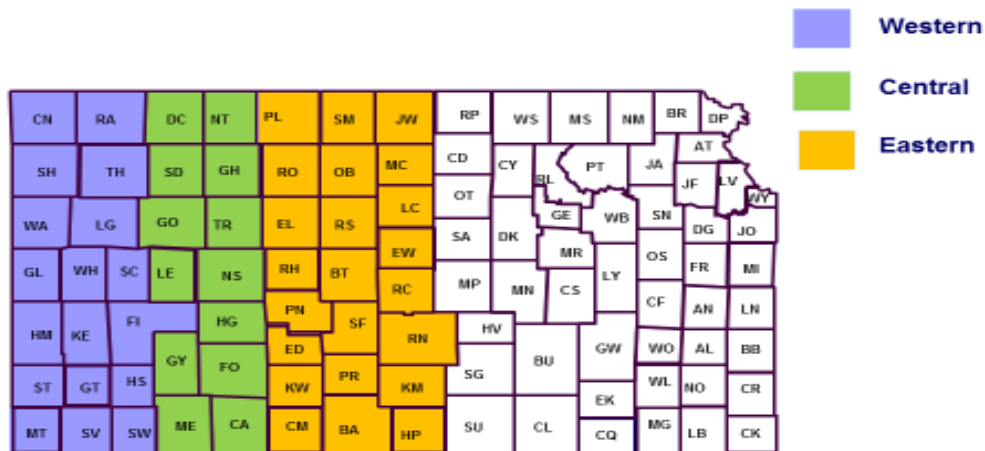 Western
Central
Eastern
CN RA DC NT PL SM JW RP WS MS NM BR DP
SH TH SD GH RO OB MC CD CY RL PT JA AT
JF LV WY
WA LG GO TR EL RS LC OT GE WB SN DG JO
GL WH SC LE NS RH BT EW SA DK MR OS FR MI
HM KE FI HG PN SF RC MP MN CS LY CF AN LN
ED RN HV
GY FO BU GW WO AL BB
ST GT HS KW PR KM SG EK WL NO CR
MT SV SW ME CA CM BA HP SU CL CQ MG LB CK